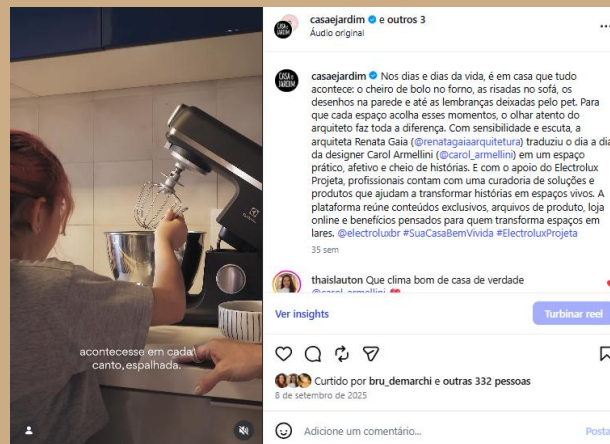 casaejardim e outros 3
Áudio original
casaejardim Nos dias e dias da vida, é em casa que tudo
acontece: o cheiro de bolo no forno, as risadas no sofá, os
desenhos na parede e até as lembranças deixadas pelo pet. Para
que cada espaço acolha esses momentos, o olhar atento do
arquiteto faz toda a diferença. Com sensibilidade e escuta, a
arquiteta Renata Gaia (@renatagaiaarquitetura) traduziu o dia a dia
da designer Carol Armellini (@carol_armellini) em um espaço
prático, afetivo e cheio de histórias. E com o apoio do Electrolux
Projeta, profissionais contam com uma curadoria de soluções e
produtos que ajudam a transformar histórias em espaços vivos. A
plataforma reúne conteúdos exclusivos, arquivos de produto, loja
online e benefícios pensados para quem transforma espaços em
lares. @electroluxbr #SuaCasaBemVivida #ElectroluxProjeta
35 sem
thaislauton Que clima bom de casa de verdade
@carol_armellini
Ver insights
Turbinar reel
Curtido por bru_demarchi e outras 332 pessoas
8 de setembro de 2025
Adicione um comentário...
Posta
acontecesse em cada
canto, espalhada.